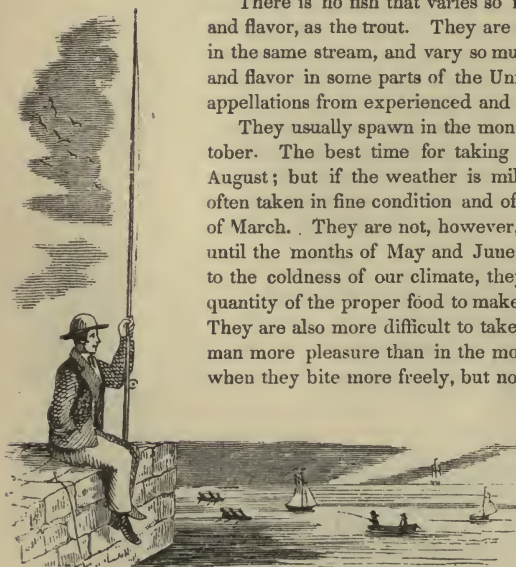 There is no fish that varies so
and flavor, as the trout. They are
in the same stream, and vary so mu
and flavor in some parts of the Uni
appellations from experienced and
They usually spawn in the mon
tober. The best time for taking
August; but if the weather is mil
often taken in fine condition and of
of March. . They are not, however,
until the months of May and June
to the coldness of our climate, they
quantity of the proper food to make
They are also more difficult to take
man more pleasure than in the mo
when they bite more freely, but no